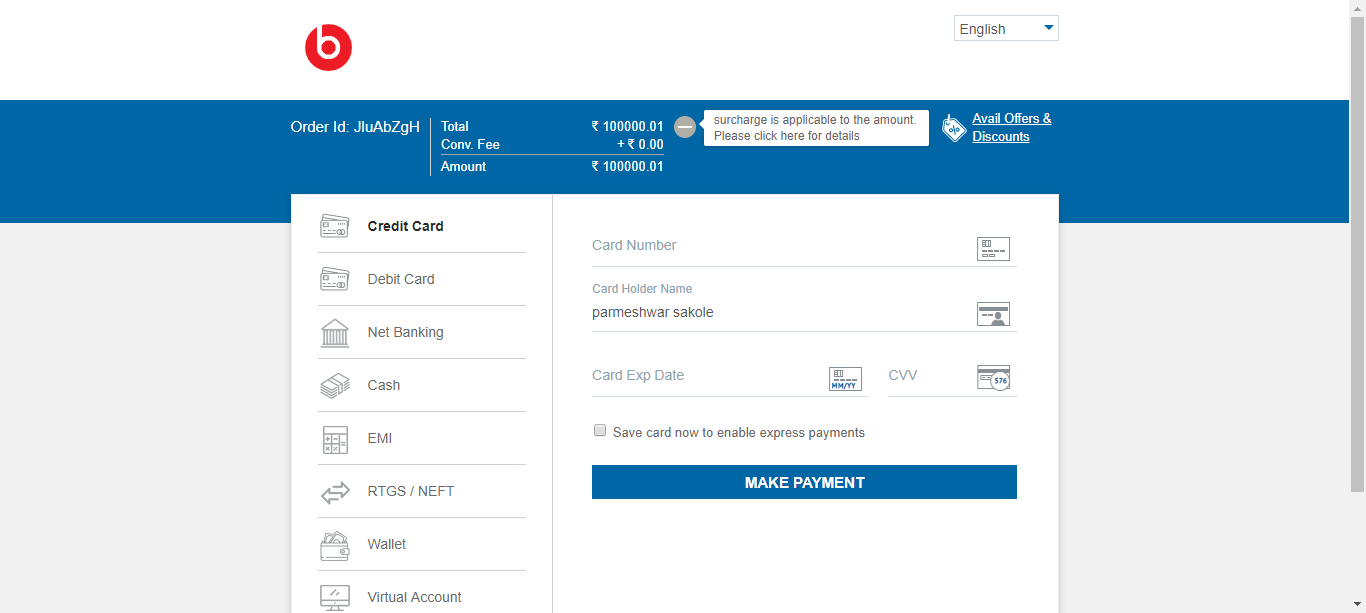 b
English
Order Id: JluAbZgH
Total ₹ 100000.01
Conv. Fee + ₹ 0.00
Amount ₹ 100000.01
surcharge is applicable to the amount.
Please click here for details
%
Avail Offers &
Discounts
Credit Card
Debit Card
Net Banking
Cash
EMI
RTGS / NEFT
Wallet
Virtual Account
Card Number
Card Holder Name
parmeshwar sakole
Card Exp Date
MM/YY
CVV
576
Save card now to enable express payments
MAKE PAYMENT